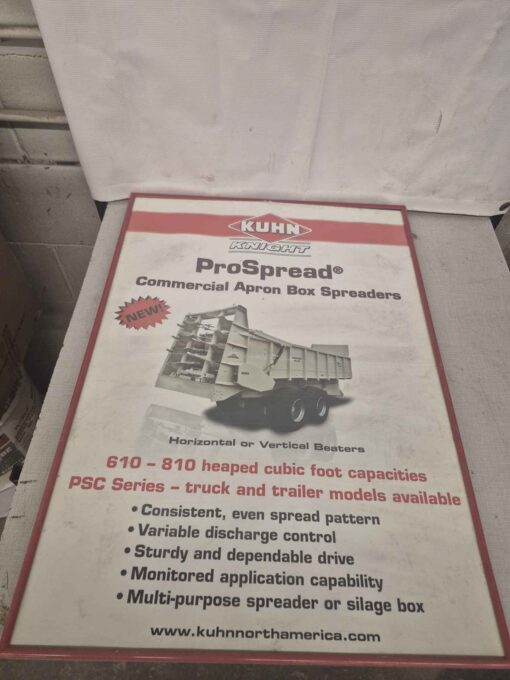 KUHN
KNIGHT
ProSpread®
Commercial Apron Box Spreaders
NEW!
Horizontal or Vertical Beaters
610 – 810 heaped cubic foot capacities
PSC Series – truck and trailer models available
• Consistent, even spread pattern
• Variable discharge control
• Sturdy and dependable drive
• Monitored application capability
• Multi-purpose spreader or silage box
www.kuhnnorthamerica.com